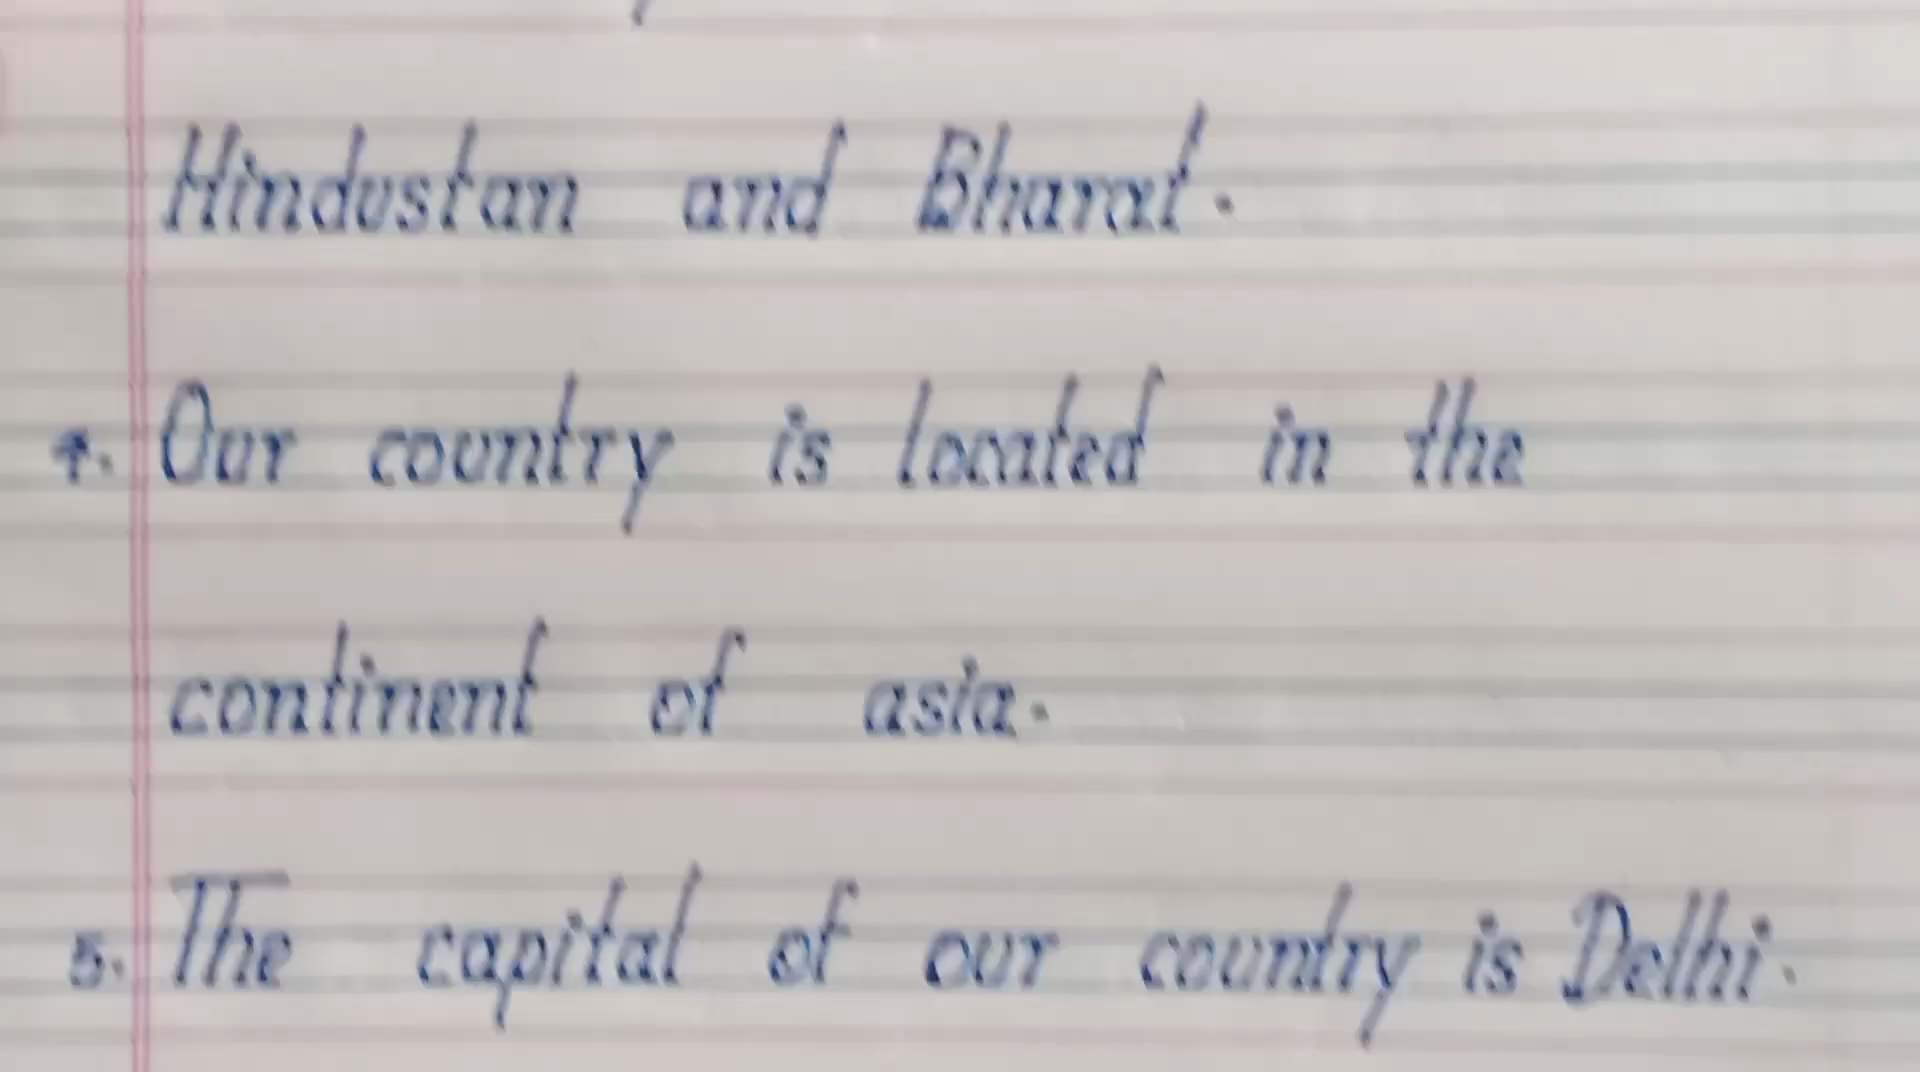 Hindustan and Bharat.
4. Our country is located in the
continent of asia.
5. The capital of our country is Delhi.